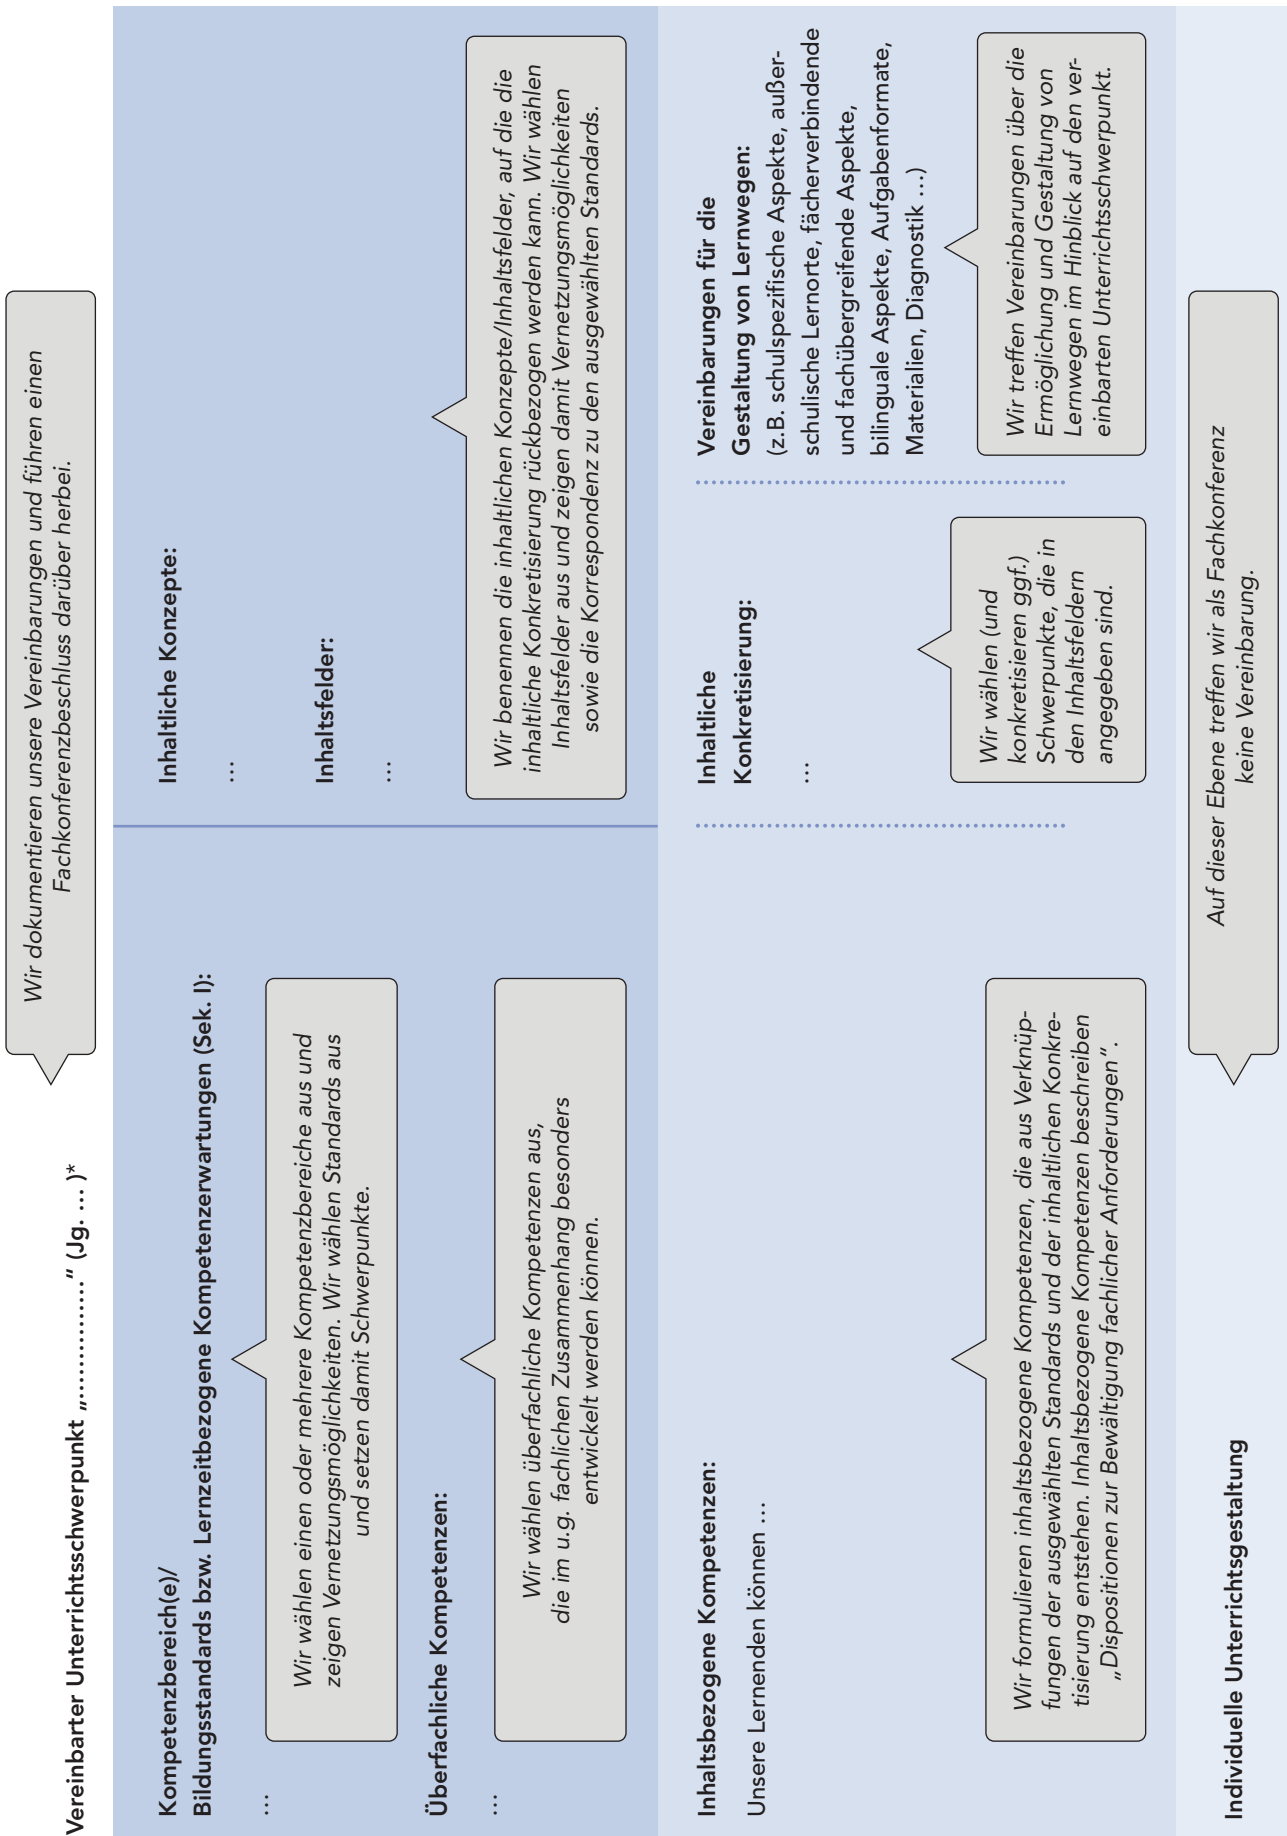 Vereinbarter Unterrichtsschwerpunkt „..............“ (Jg. ... )*
Wir dokumentieren unsere Vereinbarungen und führen einen
Fachkonferenzbeschluss darüber herbei.
Kompetenzbereich(e)/
Bildungsstandards bzw. Lernzeitbezogene Kompetenzerwartungen (Sek. I):
...
Wir wählen einen oder mehrere Kompetenzbereiche aus und
zeigen Vernetzungsmöglichkeiten. Wir wählen Standards aus
und setzen damit Schwerpunkte.
Überfachliche Kompetenzen:
...
Wir wählen überfachliche Kompetenzen aus,
die im u.g. fachlichen Zusammenhang besonders
entwickelt werden können.
Inhaltliche Konzepte:
...
Inhaltsfelder:
...
Wir benennen die inhaltlichen Konzepte/Inhaltsfelder, auf die die
inhaltliche Konkretisierung rückbezogen werden kann. Wir wählen
Inhaltsfelder aus und zeigen damit Vernetzungsmöglichkeiten
sowie die Korrespondenz zu den ausgewählten Standards.
Inhaltsbezogene Kompetenzen:
Unsere Lernenden können ...
Wir formulieren inhaltsbezogene Kompetenzen, die aus Verknüp-
fungen der ausgewählten Standards und der inhaltlichen Konkre-
tisierung entstehen. Inhaltsbezogene Kompetenzen beschreiben
„Dispositionen zur Bewältigung fachlicher Anforderungen“.
Inhaltliche
Konkretisierung:
...
Wir wählen (und
konkretisieren ggf.)
Schwerpunkte, die in
den Inhaltsfeldern
angegeben sind.
Vereinbarungen für die
Gestaltung von Lernwegen:
(z.B. schulspezifische Aspekte, außer-
schulische Lernorte, fächerverbindende
und fachübergreifende Aspekte,
bilinguale Aspekte, Aufgabenformate,
Materialien, Diagnostik ...)
Wir treffen Vereinbarungen über die
Ermöglichung und Gestaltung von
Lernwegen im Hinblick auf den ver-
einbarten Unterrichtsschwerpunkt.
Individuelle Unterrichtsgestaltung
Auf dieser Ebene treffen wir als Fachkonferenz
keine Vereinbarung.